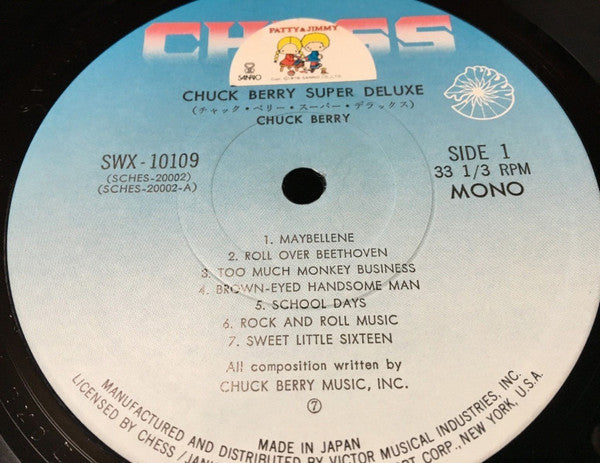 CHESS
PATTY & JIMMY
SANRIO
CHUCK BERRY SUPER DELUXE
(チャック・ベリー・スーパー・デラックス)
CHUCK BERRY
SWX-10109
(SCHES-20002)
(SCHES-20002-A)
SIDE 1
33 1/3 RPM
MONO
1. MAYBELLENE
2. ROLL OVER BEETHOVEN
3. TOO MUCH MONKEY BUSINESS
4. BROWN-EYED HANDSOME MAN
5. SCHOOL DAYS
6. ROCK AND ROLL MUSIC
7. SWEET LITTLE SIXTEEN
All composition written by
CHUCK BERRY MUSIC, INC.
⑦
MADE IN JAPAN
MANUFACTURED AND DISTRIBUTED BY VICTOR MUSICAL INDUSTRIES, INC.
LICENSED BY CHESS/JAN CORP., NEW YORK, U.S.A.